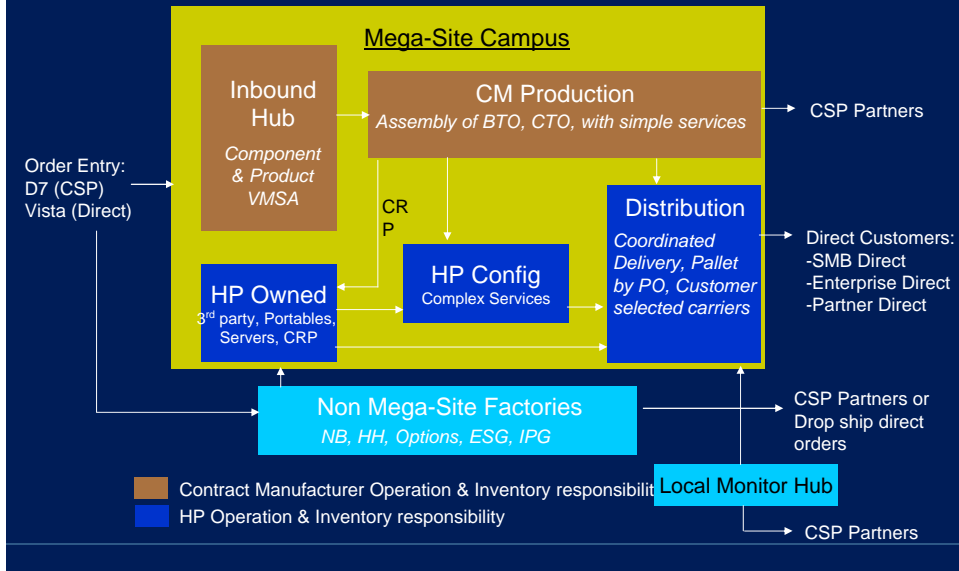 Mega-Site Campus
Inbound
Hub
Component
& Product
VMSA
CM Production
Assembly of BTO, CTO, with simple services
CSP Partners
Order Entry:
D7 (CSP)
Vista (Direct)
CR
P
Distribution
Coordinated
Delivery, Pallet
by PO, Customer
selected carriers
Direct Customers:
-SMB Direct
-Enterprise Direct
-Partner Direct
HP Config
Complex Services
HP Owned
3rd party, Portables,
Servers, CRP
Non Mega-Site Factories
NB, HH, Options, ESG, IPG
CSP Partners or
Drop ship direct
orders
Local Monitor Hub
Contract Manufacturer Operation & Inventory responsibilit
HP Operation & Inventory responsibility
CSP Partners